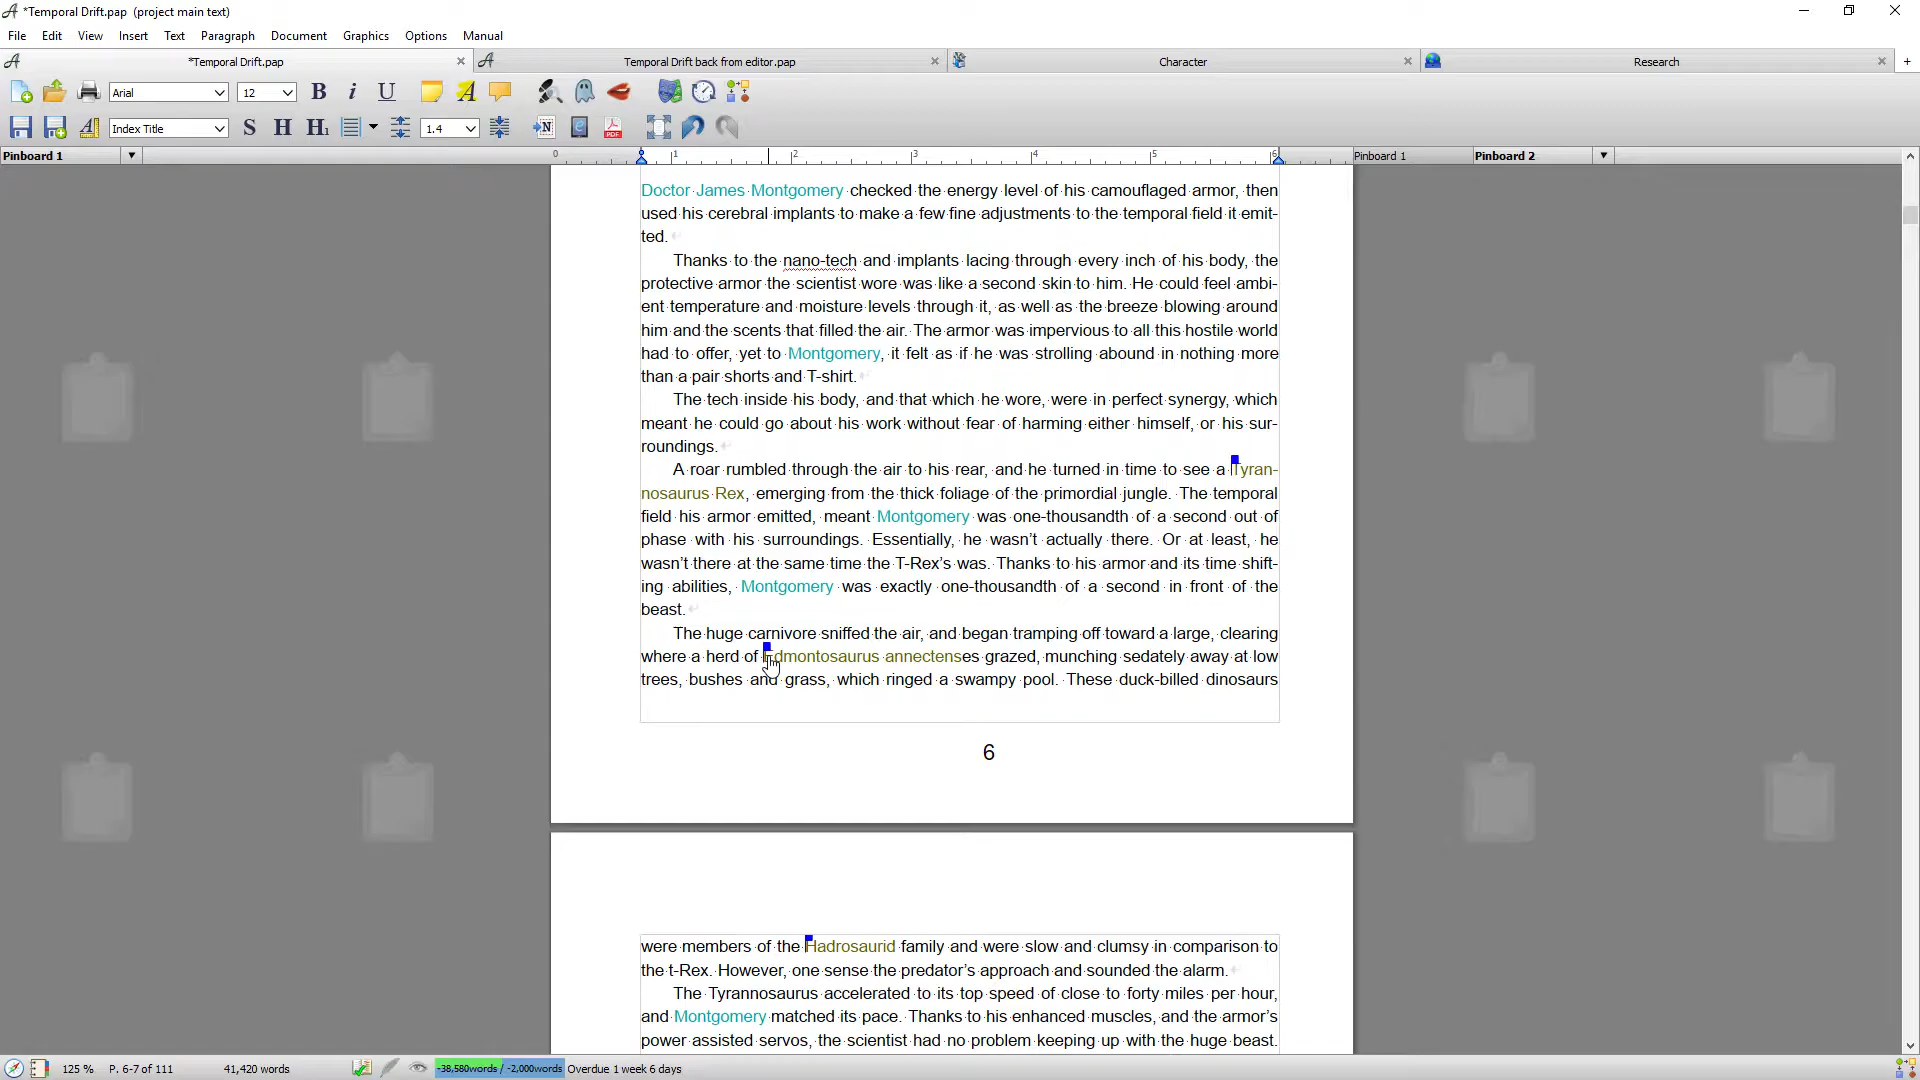 *Temporal Drift.pap (project main text)
File Edit View Insert Text Paragraph Document Graphics Options Manual
*Temporal Drift.pap
Temporal Drift back from editor.pap
Character
Research
Arial 12 B i U
Index Title S H H1 1.4 N PDF
Pinboard 1
0 1 2 3 4 5 6
Pinboard 1
Pinboard 2
Doctor James Montgomery checked the energy level of his camouflaged armor, then
used his cerebral implants to make a few fine adjustments to the temporal field it emit-
ted.
Thanks to the nano-tech and implants lacing through every inch of his body, the
protective armor the scientist wore was like a second skin to him. He could feel ambi-
ent temperature and moisture levels through it, as well as the breeze blowing around
him and the scents that filled the air. The armor was impervious to all this hostile world
had to offer, yet to Montgomery, it felt as if he was strolling abound in nothing more
than a pair shorts and T-shirt.
The tech inside his body, and that which he wore, were in perfect synergy, which
meant he could go about his work without fear of harming either himself, or his sur-
roundings.
A roar rumbled through the air to his rear, and he turned in time to see a Tyran-
nosaurus Rex, emerging from the thick foliage of the primordial jungle. The temporal
field his armor emitted, meant Montgomery was one-thousandth of a second out of
phase with his surroundings. Essentially, he wasn’t actually there. Or at least, he
wasn’t there at the same time the T-Rex’s was. Thanks to his armor and its time shift-
ing abilities, Montgomery was exactly one-thousandth of a second in front of the
beast.
The huge carnivore sniffed the air, and began tramping off toward a large, clearing
where a herd of Edmontosaurus annectenses grazed, munching sedately away at low
trees, bushes and grass, which ringed a swampy pool. These duck-billed dinosaurs
6
were members of the Hadrosaurid family and were slow and clumsy in comparison to
the t-Rex. However, one sense the predator’s approach and sounded the alarm.
The Tyrannosaurus accelerated to its top speed of close to forty miles per hour,
and Montgomery matched its pace. Thanks to his enhanced muscles, and the armor’s
power assisted servos, the scientist had no problem keeping up with the huge beast.
125 % P. 6-7 of 111 41,420 words -38,580words / -2,000words Overdue 1 week 6 days